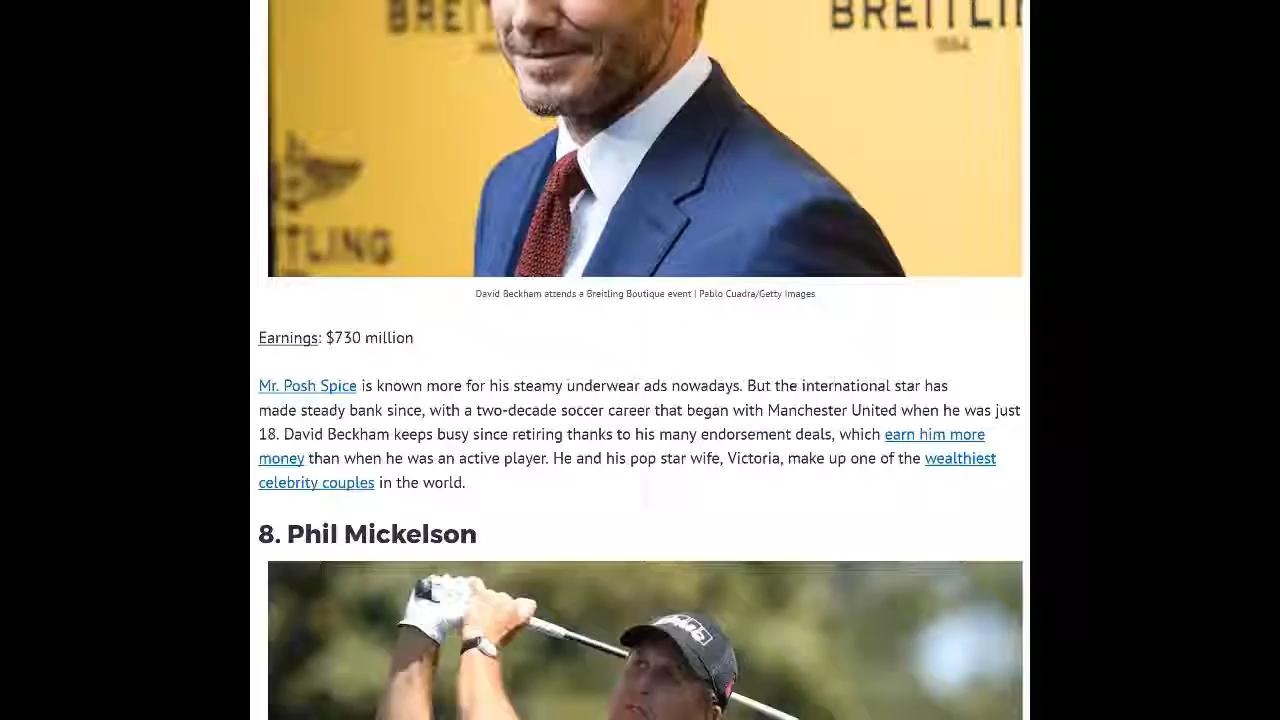 BREIT
BREITLI
1884
TLING
David Beckham attends a Breitling Boutique event | Pablo Cuadra/Getty Images
Earnings: $730 million
Mr. Posh Spice is known more for his steamy underwear ads nowadays. But the international star has
made steady bank since, with a two-decade soccer career that began with Manchester United when he was just
18. David Beckham keeps busy since retiring thanks to his many endorsement deals, which earn him more
money than when he was an active player. He and his pop star wife, Victoria, make up one of the wealthiest
celebrity couples in the world.
8. Phil Mickelson